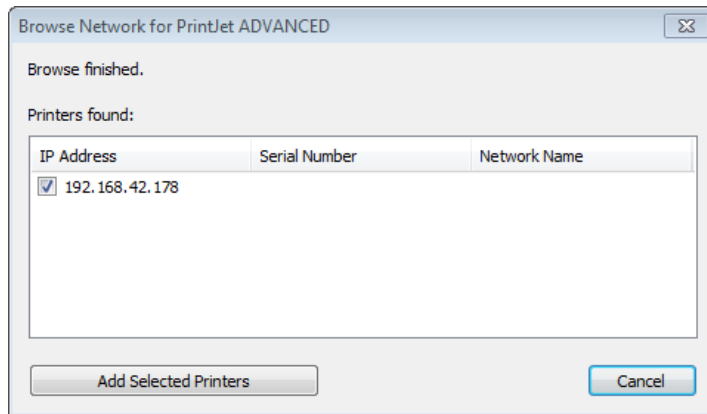 Browse Network for PrintJet ADVANCED
Browse finished.
Printers found:
IP Address Serial Number Network Name
192.168.42.178
Add Selected Printers Cancel